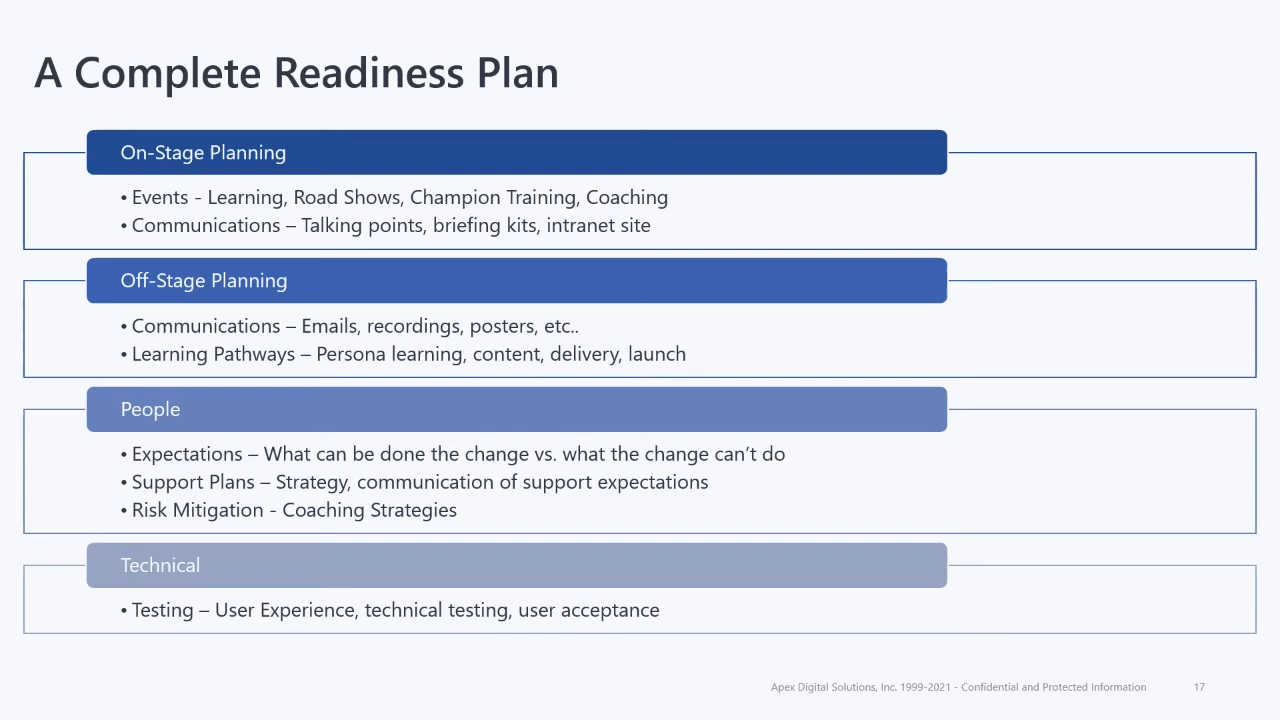 A Complete Readiness Plan
On-Stage Planning
• Events - Learning, Road Shows, Champion Training, Coaching
• Communications – Talking points, briefing kits, intranet site
Off-Stage Planning
• Communications – Emails, recordings, posters, etc..
• Learning Pathways – Persona learning, content, delivery, launch
People
• Expectations – What can be done the change vs. what the change can't do
• Support Plans – Strategy, communication of support expectations
• Risk Mitigation - Coaching Strategies
Technical
• Testing – User Experience, technical testing, user acceptance
Apex Digital Solutions, Inc. 1999-2021 - Confidential and Protected Information 17